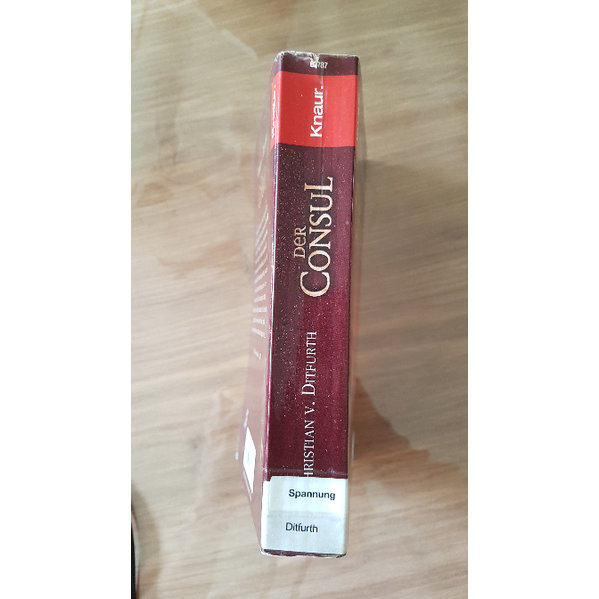 Knaur.
DER
CONSUL
CHRISTIAN V. DITFURTH
Spannung
Ditfurth